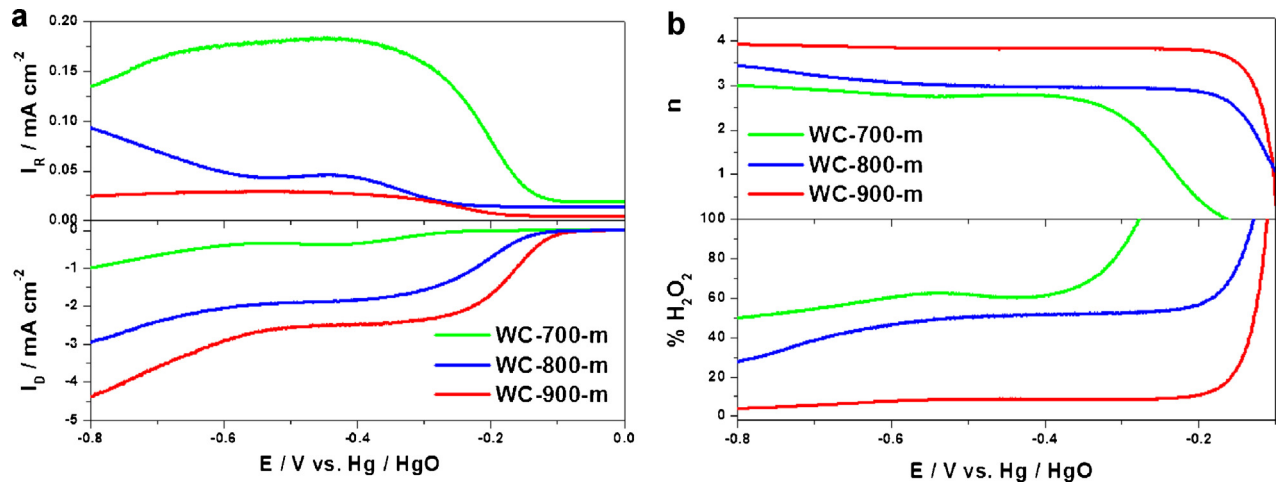 a
I_R / mA cm⁻²
0.20
0.15
0.10
0.05
0.00
I_D / mA cm⁻²
0
-1
-2
-3
-4
-5
WC-700-m
WC-800-m
WC-900-m
-0.8
-0.6
-0.4
-0.2
0.0
E / V vs. Hg / HgO
b
n
4
3
2
1
WC-700-m
WC-800-m
WC-900-m
% H₂O₂
100
80
60
40
20
0
-0.8
-0.6
-0.4
-0.2
E / V vs. Hg / HgO